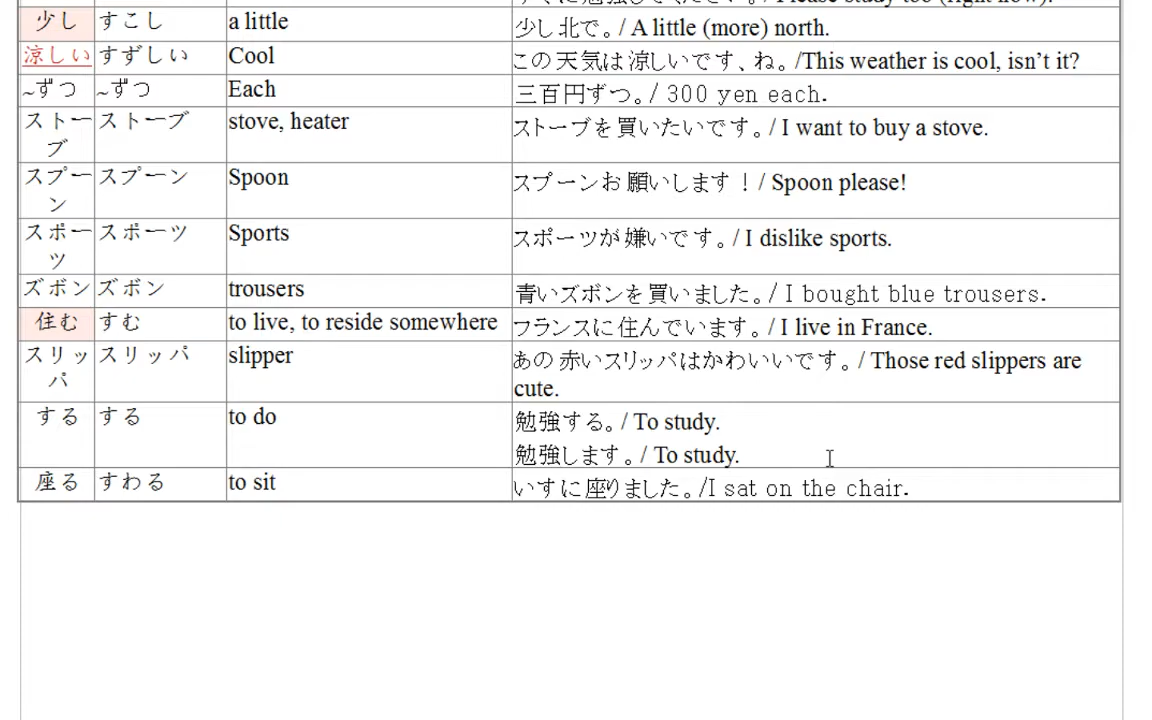 少し すこし a little 少し北で。/ A little (more) north.
涼しい すずしい Cool この天気は涼しいです、ね。/This weather is cool, isn’t it?
~ずつ ~ずつ Each 三百円ずつ。/ 300 yen each.
ストー ストーブ stove, heater ストーブを買いたいです。/ I want to buy a stove.
ブ
スプー スプーン Spoon スプーンお願いします！/ Spoon please!
ン
スポー スポーツ Sports スポーツが嫌いです。/ I dislike sports.
ツ
ズボン ズボン trousers 青いズボンを買いました。/ I bought blue trousers.
住む すむ to live, to reside somewhere フランスに住んでいます。/ I live in France.
スリッ スリッパ slipper あの赤いスリッパはかわいいです。/ Those red slippers are
パ cute.
する する to do 勉強する。/ To study.
勉強します。/ To study.
座る すわる to sit いすに座りました。/I sat on the chair.